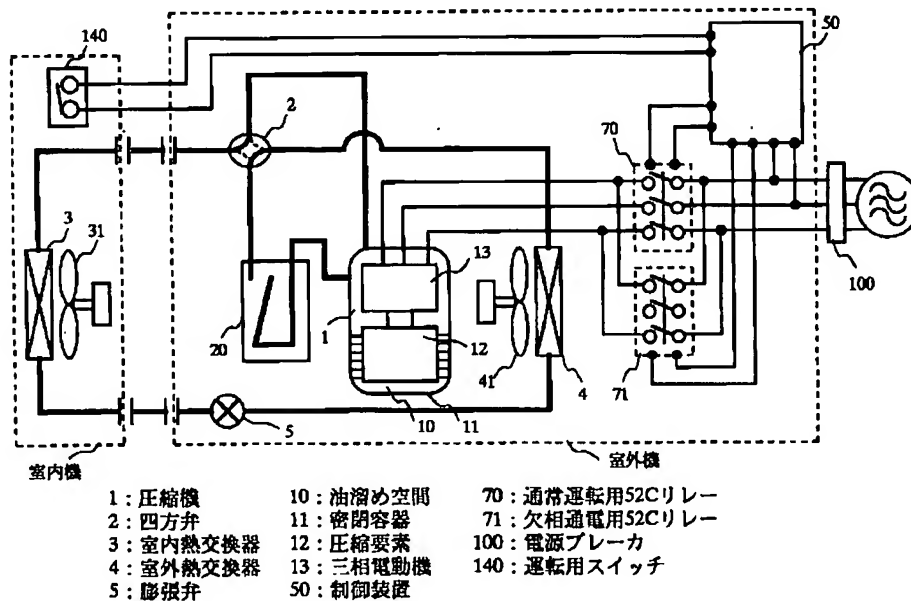 140
50
2
70
3
31
13
100
1
20
12
41
4
71
10
11
5
室内機
室外機
1：圧縮機
2：四方弁
3：室内熱交換器
4：室外熱交換器
5：膨張弁
10：油溜め空間
11：密閉容器
12：圧縮要素
13：三相電動機
50：制御装置
70：通常運転用52Cリレー
71：欠相通電用52Cリレー
100：電源ブレーカ
140：運転用スイッチ